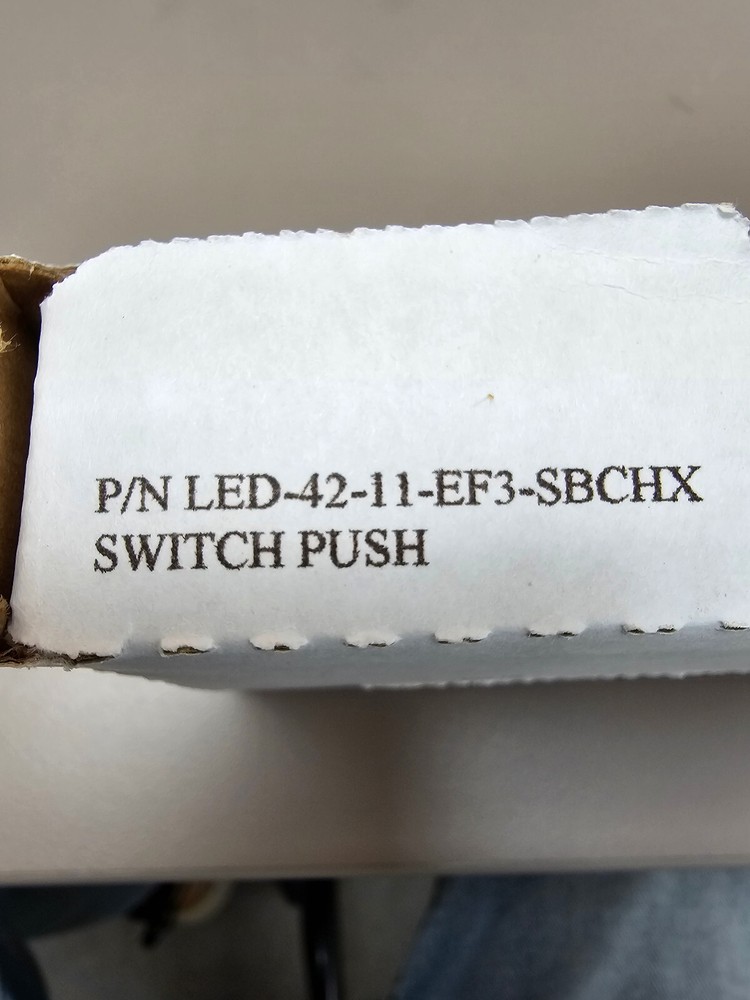 P/N LED-42-11-EF3-SBCHX
SWITCH PUSH